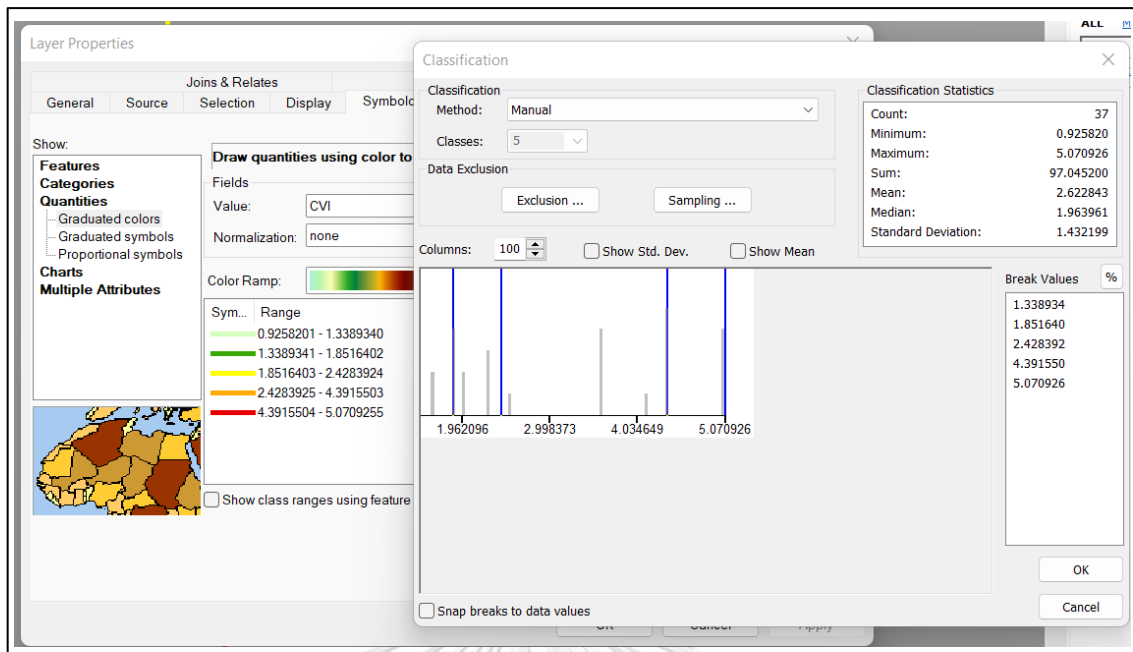 ALL
Layer Properties
Joins & Relates
General Source Selection Display
Show:
Features
Categories
Quantities
Graduated colors
Graduated symbols
Proportional symbols
Charts
Multiple Attributes
Draw quantities using color to
Fields
Value: CVI
Normalization: none
Color Ramp:
Sym... Range
0.9258201 - 1.3389340
1.3389341 - 1.8516402
1.8516403 - 2.4283924
2.4283925 - 4.3915503
4.3915504 - 5.0709255
Show class ranges using feature
Classification
Classification
Method: Manual
Classes: 5
Data Exclusion
Exclusion ...
Sampling ...
Columns: 100
Show Std. Dev.
Show Mean
1.962096 2.998373 4.034649 5.070926
Snap breaks to data values
Classification Statistics
Count: 37
Minimum: 0.925820
Maximum: 5.070926
Sum: 97.045200
Mean: 2.622843
Median: 1.963961
Standard Deviation: 1.432199
Break Values %
1.338934
1.851640
2.428392
4.391550
5.070926
OK
Cancel